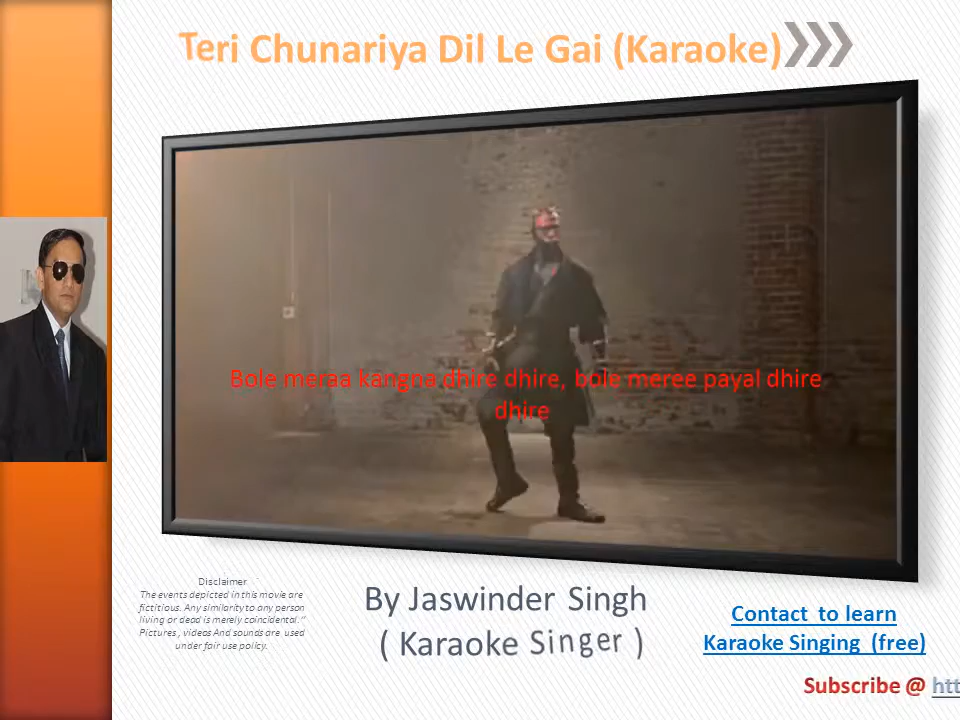 Teri Chunariya Dil Le Gai (Karaoke)
Bole meraa kangna dhire dhire, bole meree payal dhire
dhire
Disclaimer
The events depicted in this movie are
fictitious. Any similarity to any person
living or dead is merely coincidental.“
Pictures , videos And sounds are used
under fair use policy.
By Jaswinder Singh
( Karaoke Singer )
Contact to learn
Karaoke Singing (free)
Subscribe @ htt